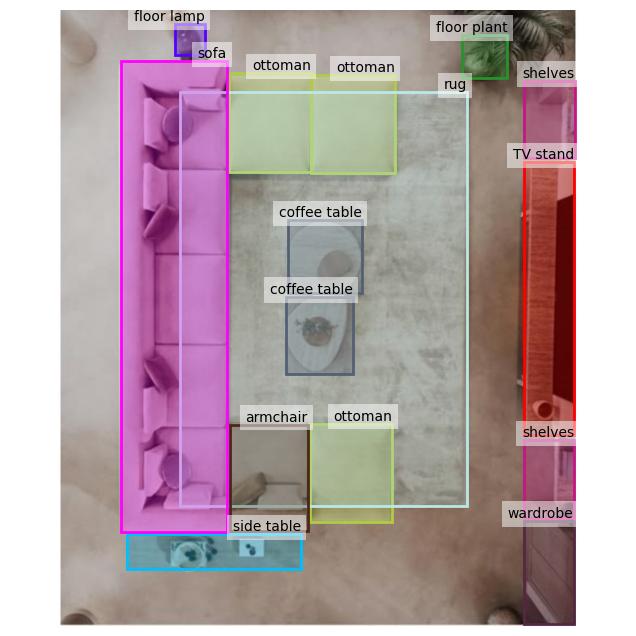 floor lamp
floor plant
sofa
ottoman
ottoman
shelves
rug
TV stand
coffee table
coffee table
armchair
ottoman
shelves
wardrobe
side table